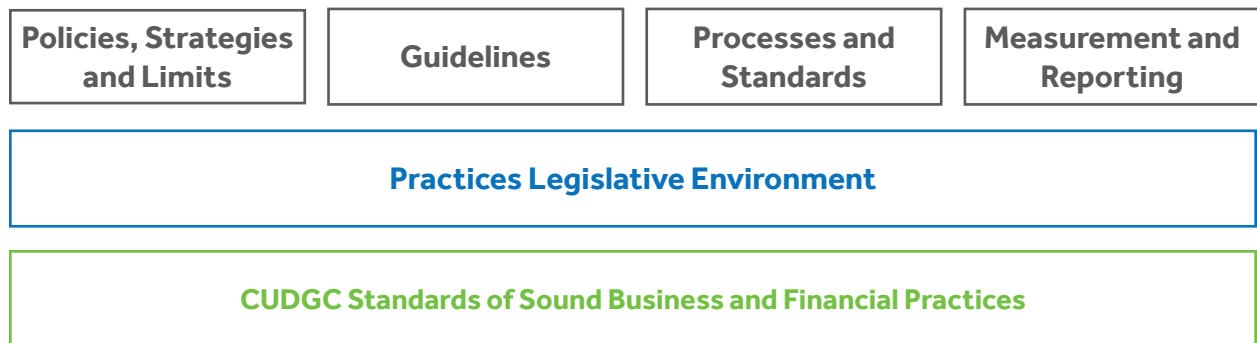 Policies, Strategies
and Limits
Guidelines
Processes and
Standards
Measurement and
Reporting
Practices Legislative Environment
CUDGC Standards of Sound Business and Financial Practices